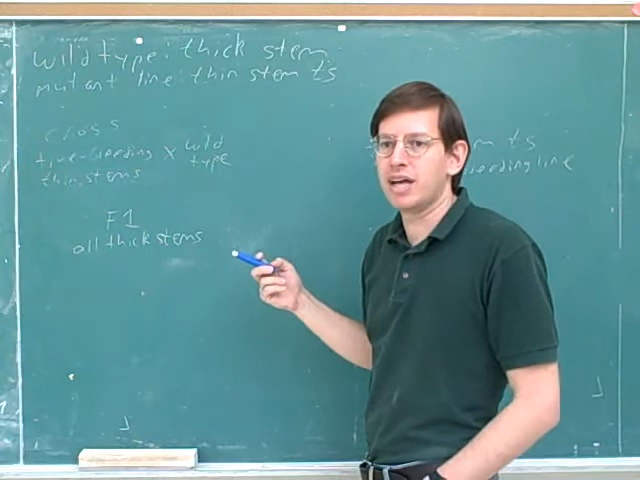 wild type: thick stem
mutant line: thin stem ts
cross
true-breeding x wild
thin stems type
F1
all thick stems
m ts
reeding line